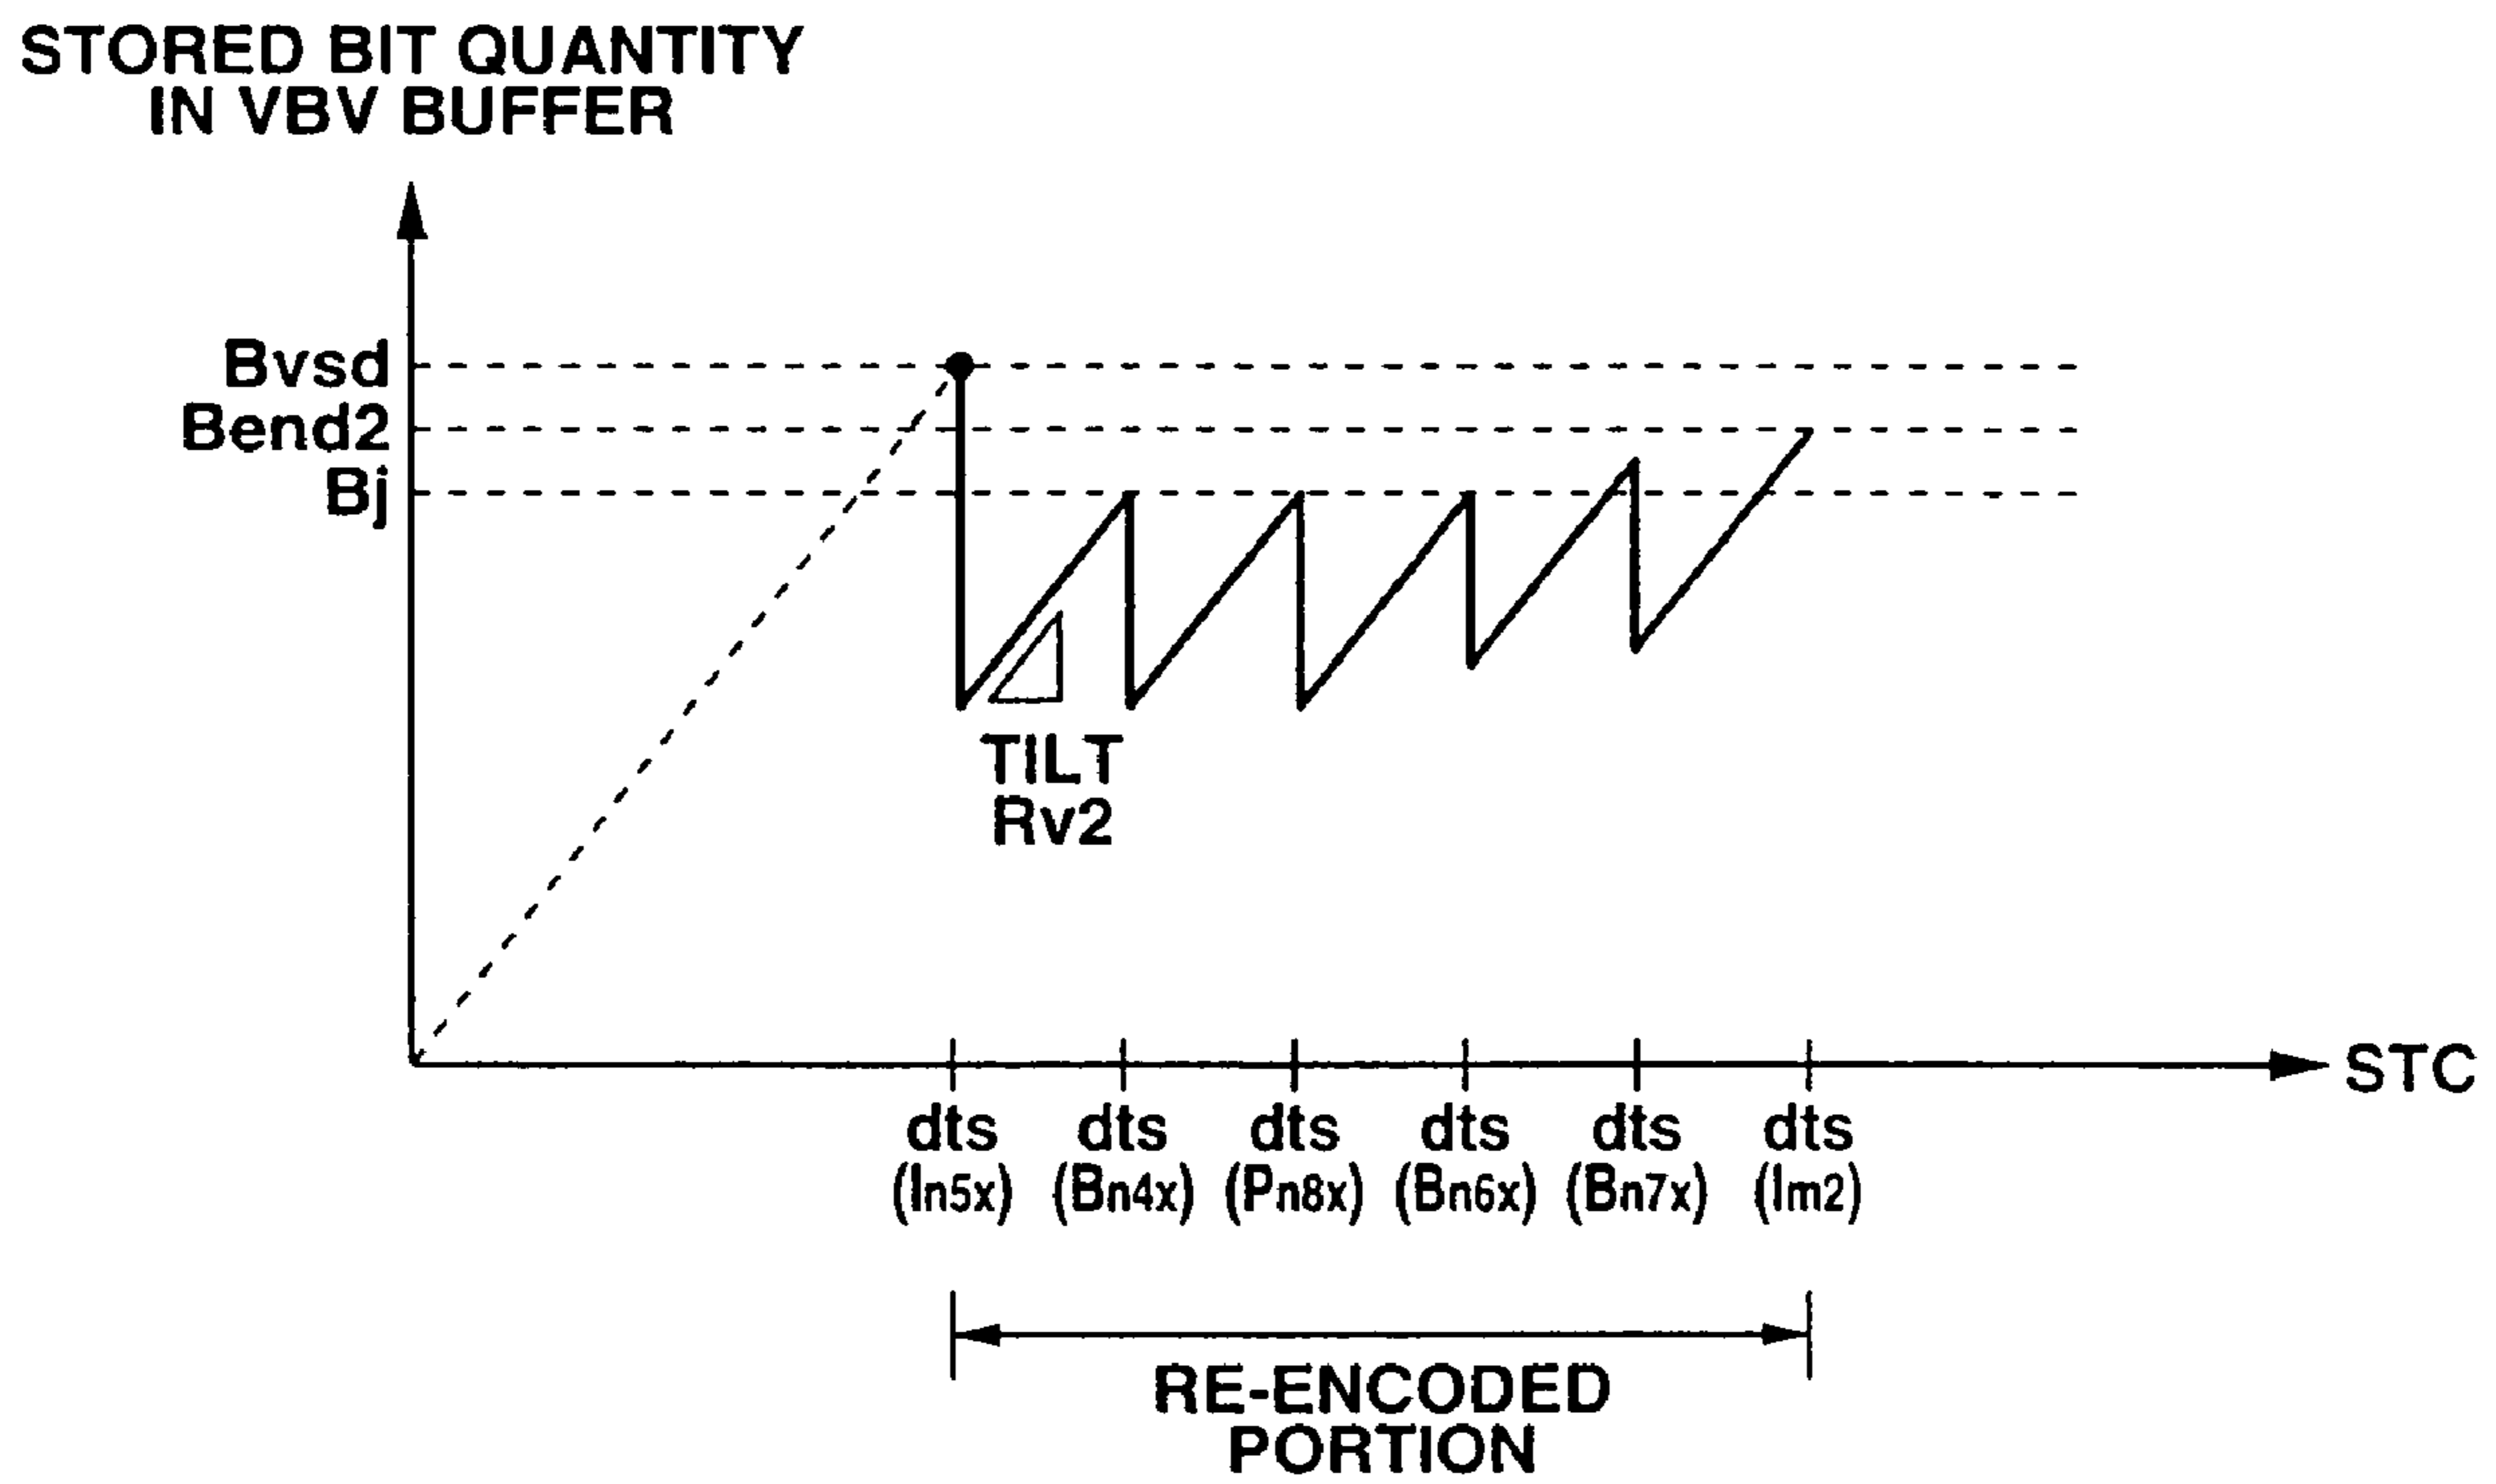 STORED BIT QUANTITY
IN VBV BUFFER
Bvsd
Bend2
Bj
TILT
Rv2
STC
dts dts dts dts dts dts
(In5x) (Bn4x) (Pn8x) (Bn6x) (Bn7x) (Im2)
RE-ENCODED
PORTION